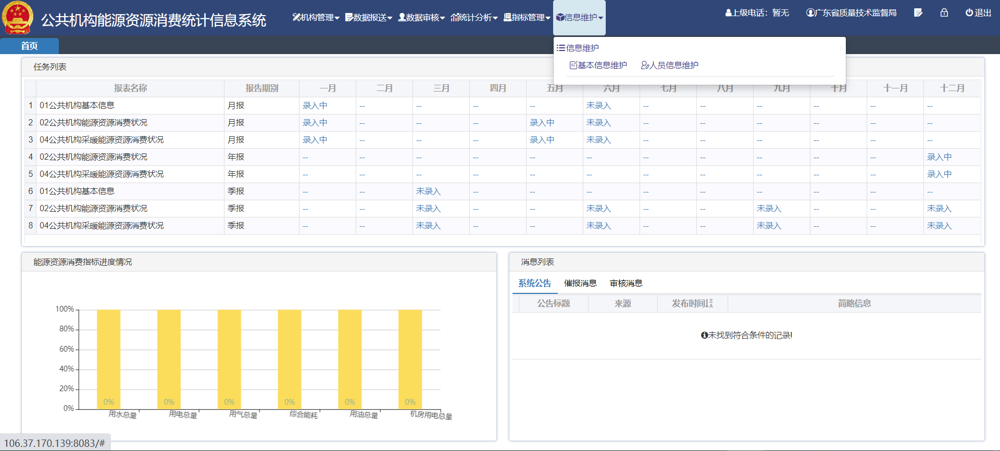 公共机构能源资源消费统计信息系统
机构管理 数据报送 数据审核 统计分析 指标管理 信息维护
上级电话：暂无 广东省质量技术监督局 退出
首页
信息维护
基本信息维护 人员信息维护
任务列表
报表名称 报告期别 一月 二月 三月 四月 五月 六月 七月 八月 九月 十月 十一月 十二月
1 01公共机构基本信息 月报 录入中 -- -- -- -- 未录入 -- -- -- -- -- --
2 02公共机构能源资源消费状况 月报 录入中 -- -- -- 录入中 未录入 -- -- -- -- -- --
3 04公共机构采暖能源资源消费状况 月报 录入中 -- -- -- 录入中 未录入 -- -- -- -- -- --
4 02公共机构能源资源消费状况 年报 -- -- -- -- -- -- -- -- -- -- -- 录入中
5 04公共机构采暖能源资源消费状况 年报 -- -- -- -- -- -- -- -- -- -- -- 录入中
6 01公共机构基本信息 季报 -- -- 未录入 -- -- -- -- -- -- -- -- --
7 02公共机构能源资源消费状况 季报 -- -- 未录入 -- -- 未录入 -- -- 未录入 -- -- 未录入
8 04公共机构采暖能源资源消费状况 季报 -- -- 未录入 -- -- 未录入 -- -- 未录入 -- -- 未录入
能源资源消费指标进度情况
100%
80%
60%
40%
20%
0%
0% 0% 0% 0% 0% 0%
用水总量 用电总量 用气总量 综合能耗 用油总量 机房用电总量
消息列表
系统公告 催报消息 审核消息
公告标题 来源 发布时间 简略信息
未找到符合条件的记录!
106.37.170.139:8083/#